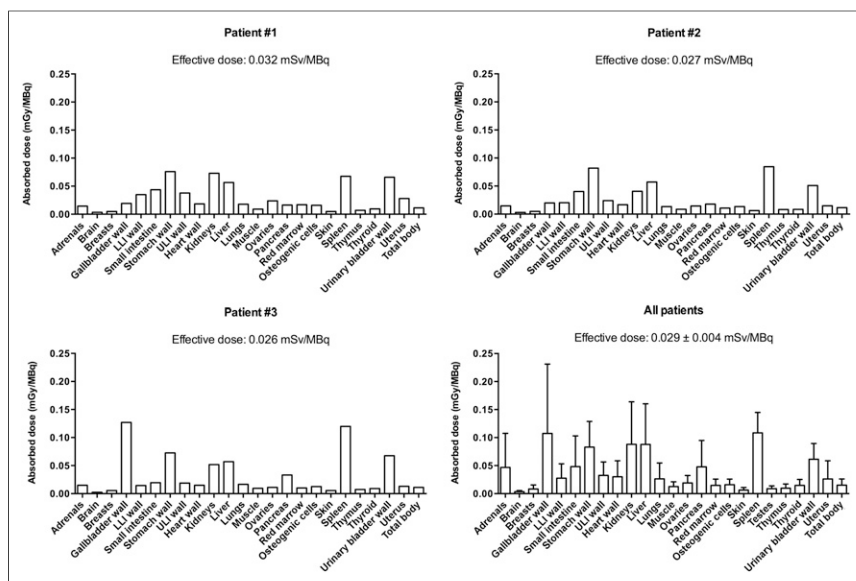 Patient #1
Effective dose: 0.032 mSv/MBq
Absorbed dose (mGy/MBq)
0.25
0.20
0.15
0.10
0.05
0.00
Adrenals
Brain
Breasts
Gallbladder wall
LLI wall
Small intestine
Stomach wall
ULI wall
Heart wall
Kidneys
Liver
Lungs
Muscle
Ovaries
Pancreas
Red marrow
Osteogenic cells
Skin
Spleen
Thymus
Thyroid
Urinary bladder wall
Uterus
Total body
Patient #2
Effective dose: 0.027 mSv/MBq
Absorbed dose (mGy/MBq)
0.25
0.20
0.15
0.10
0.05
0.00
Adrenals
Brain
Breasts
Gallbladder wall
LLI wall
Small intestine
Stomach wall
ULI wall
Heart wall
Kidneys
Liver
Lungs
Muscle
Ovaries
Pancreas
Red marrow
Osteogenic cells
Skin
Spleen
Thymus
Thyroid
Urinary bladder wall
Uterus
Total body
Patient #3
Effective dose: 0.026 mSv/MBq
Absorbed dose (mGy/MBq)
0.25
0.20
0.15
0.10
0.05
0.00
Adrenals
Brain
Breasts
Gallbladder wall
LLI wall
Small intestine
Stomach wall
ULI wall
Heart wall
Kidneys
Liver
Lungs
Muscle
Ovaries
Pancreas
Red marrow
Osteogenic cells
Skin
Spleen
Thymus
Thyroid
Urinary bladder wall
Uterus
Total body
All patients
Effective dose: 0.029 ± 0.004 mSv/MBq
Absorbed dose (mGy/MBq)
0.25
0.20
0.15
0.10
0.05
0.00
Adrenals
Brain
Breasts
Gallbladder wall
LLI wall
Small intestine
Stomach wall
ULI wall
Heart wall
Kidneys
Liver
Lungs
Muscle
Ovaries
Pancreas
Red marrow
Osteogenic cells
Skin
Spleen
Testes
Thymus
Thyroid
Urinary bladder wall
Uterus
Total body